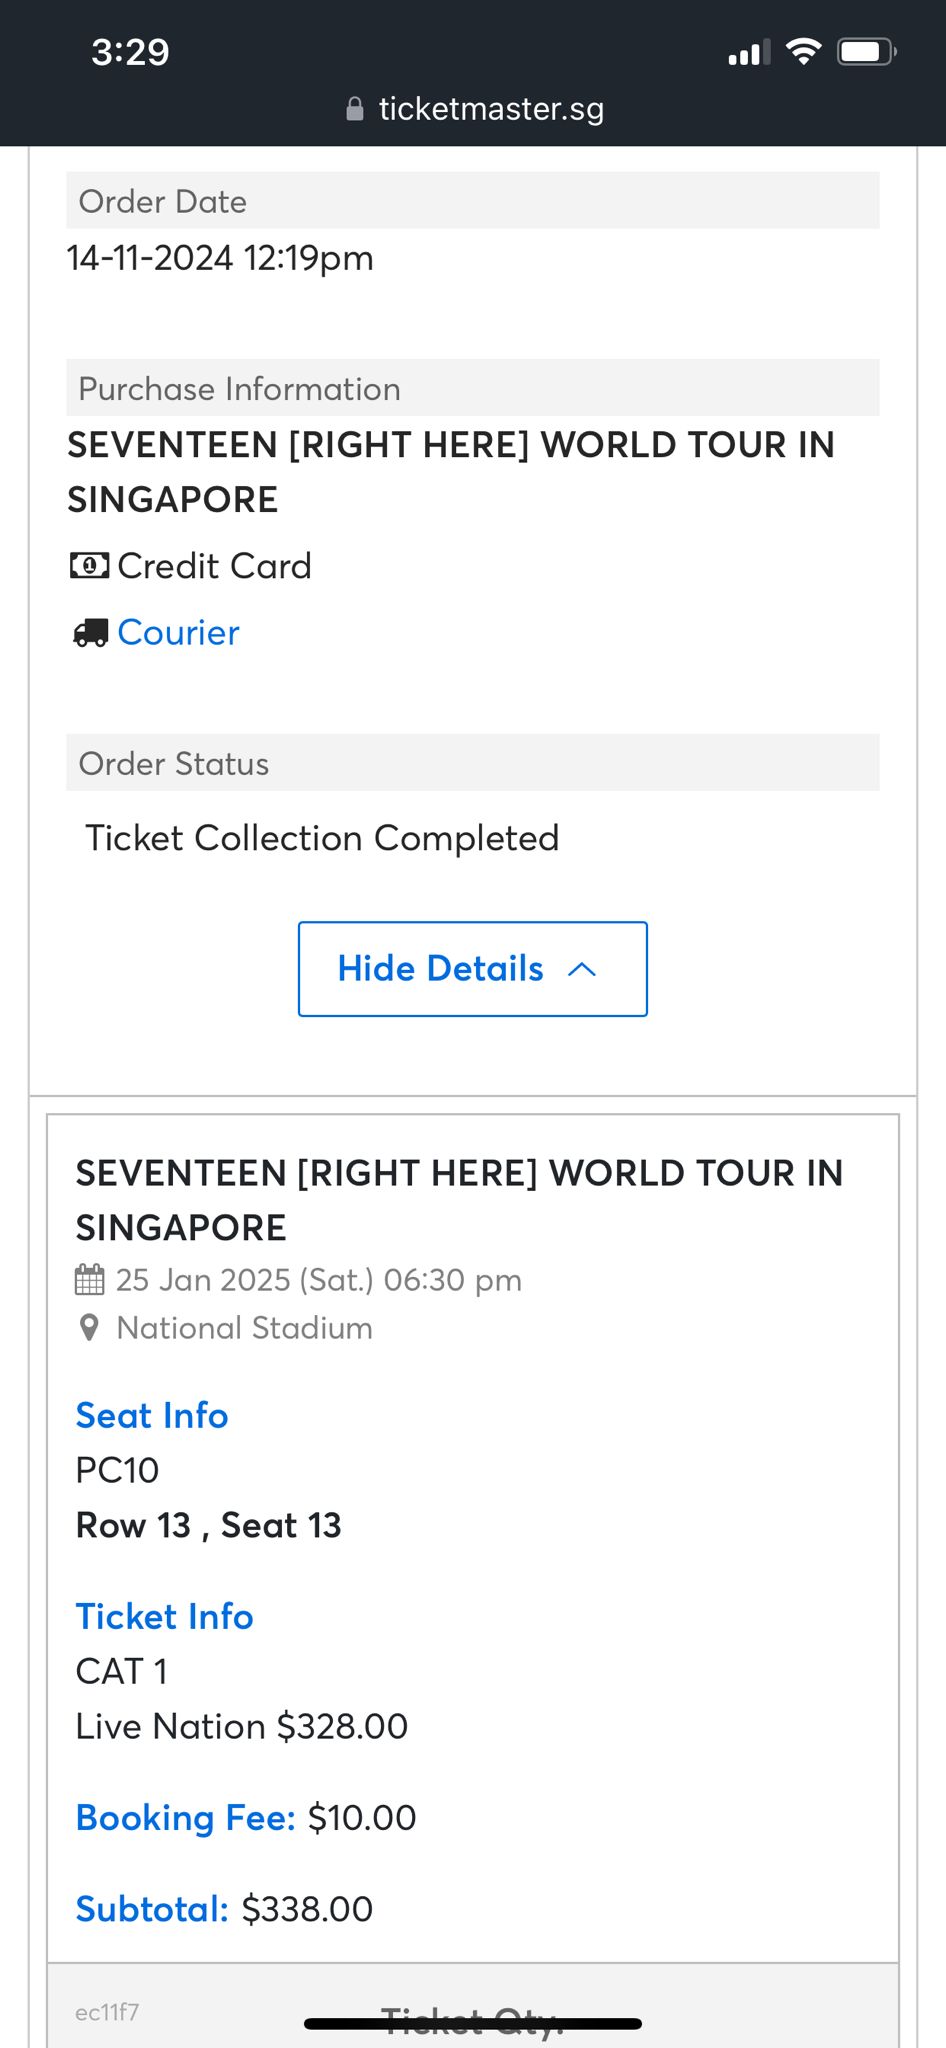 3:29
ticketmaster.sg
Order Date
14-11-2024 12:19pm
Purchase Information
SEVENTEEN [RIGHT HERE] WORLD TOUR IN
SINGAPORE
Credit Card
Courier
Order Status
Ticket Collection Completed
Hide Details
SEVENTEEN [RIGHT HERE] WORLD TOUR IN
SINGAPORE
25 Jan 2025 (Sat.) 06:30 pm
National Stadium
Seat Info
PC10
Row 13 , Seat 13
Ticket Info
CAT 1
Live Nation $328.00
Booking Fee: $10.00
Subtotal: $338.00
ec11f7
Ticket Qty.